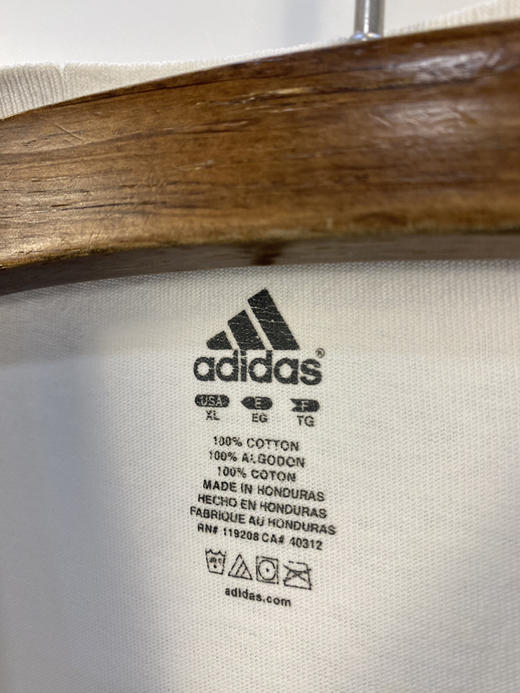 adidas®
USA E F
XL EG TG
100% COTTON
100% ALGODON
100% COTON
MADE IN HONDURAS
HECHO EN HONDURAS
FABRIQUE AU HONDURAS
RN# 119208 CA# 40312
adidas.com